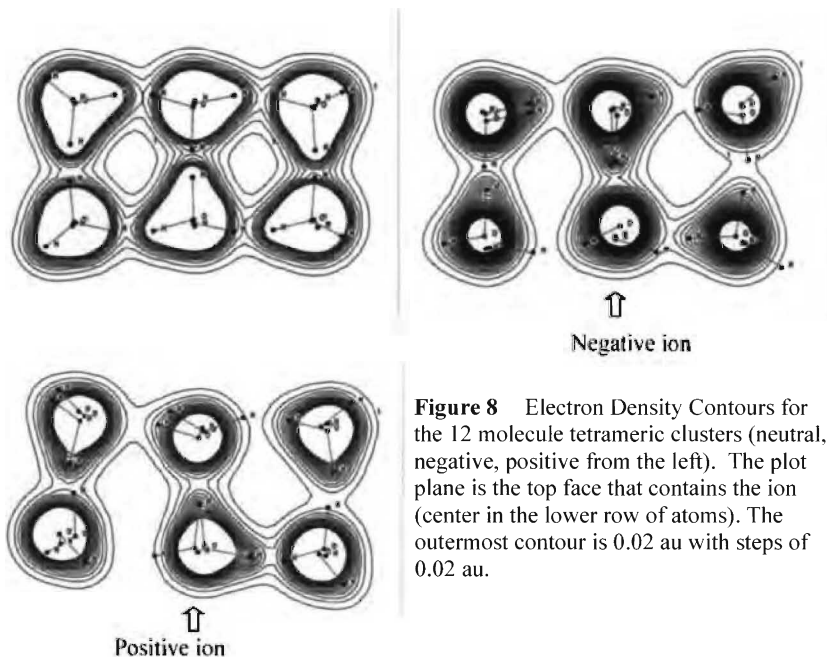 Negative ion
Positive ion
Figure 8 Electron Density Contours for
the 12 molecule tetrameric clusters (neutral,
negative, positive from the left). The plot
plane is the top face that contains the ion
(center in the lower row of atoms). The
outermost contour is 0.02 au with steps of
0.02 au.